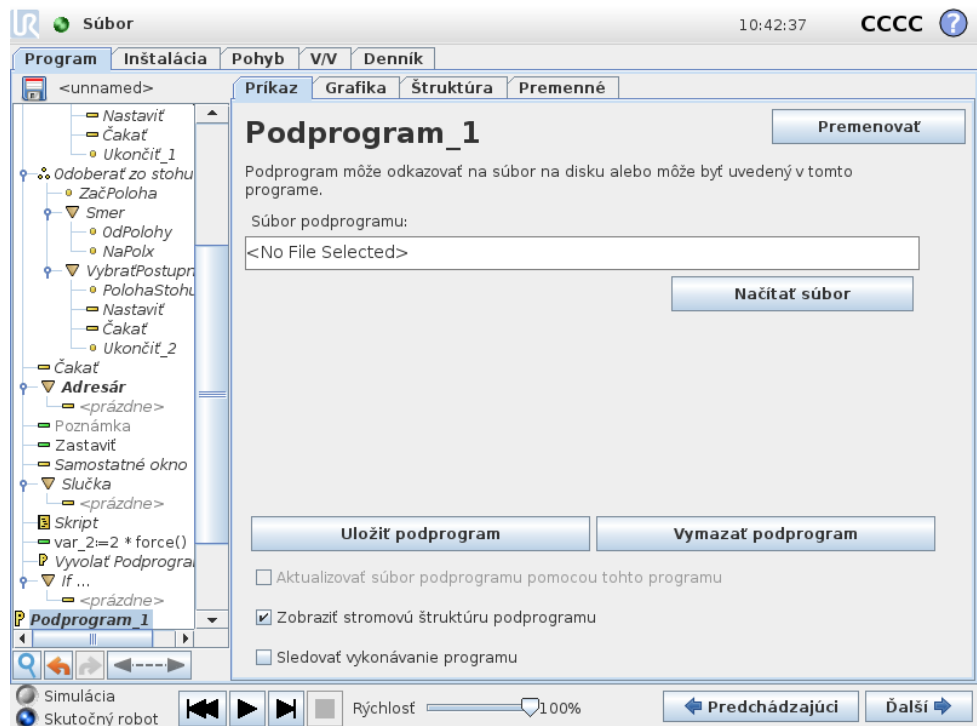 UR Súbor 10:42:37 CCCC ?
Program Inštalácia Pohyb V/V Denník
<unnamed>
Príkaz Grafika Štruktúra Premenné
Nastaviť
Čakať
Ukončiť_1
Odoberať zo stohu
ZačPoloha
Smer
OdPolohy
NaPolx
VybraťPostupn
PolohaStohu
Nastaviť
Čakať
Ukončiť_2
Čakať
Adresár
<prázdne>
Poznámka
Zastaviť
Samostatné okno
Slučka
<prázdne>
Skript
var_2:=2 * force()
Vyvolať Podprogra
If ...
<prázdne>
P Podprogram_1
Podprogram_1
Premenovať
Podprogram môže odkazovať na súbor na disku alebo môže byť uvedený v tomto
programe.
Súbor podprogramu:
<No File Selected>
Načítať súbor
Uložiť podprogram Vymazať podprogram
Aktualizovať súbor podprogramu pomocou tohto programu
Zobraziť stromovú štruktúru podprogramu
Sledovať vykonávanie programu
Simulácia
Skutočný robot
Rýchlosť 100%
Predchádzajúci Ďalší